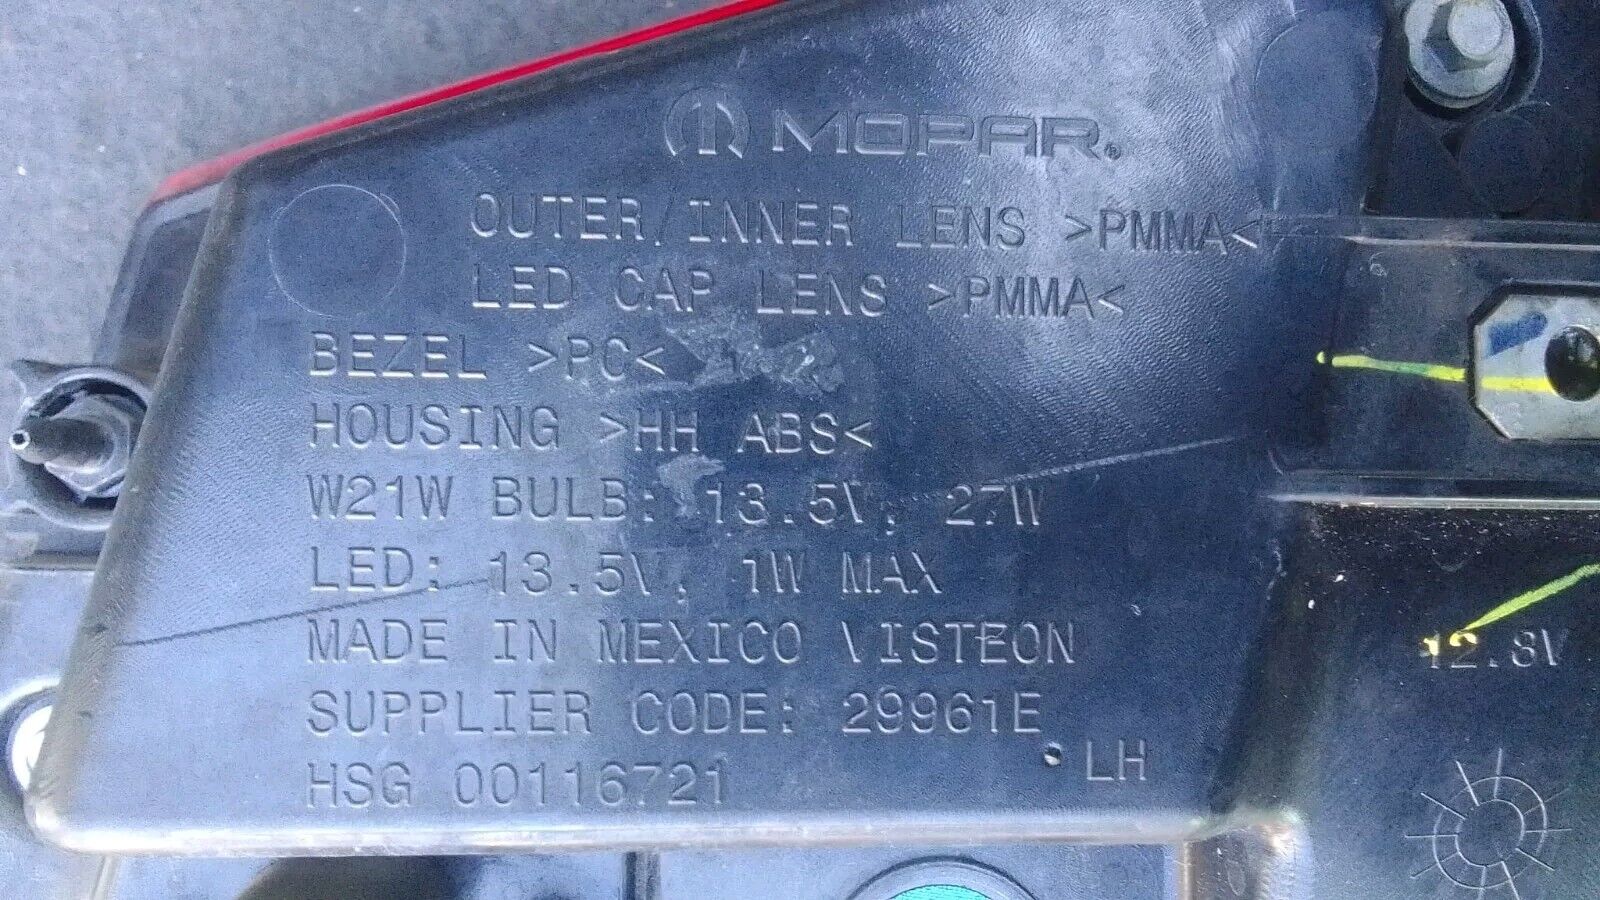 MOPAR®
OUTER/INNER LENS >PMMA<
LED CAP LENS >PMMA<
BEZEL >PC<
HOUSING >HH ABS<
W21W BULB: 13.5V, 27W
LED: 13.5V, 1W MAX
MADE IN MEXICO VISTEON
12.8V
SUPPLIER CODE: 29961E
LH
HSG 00116721